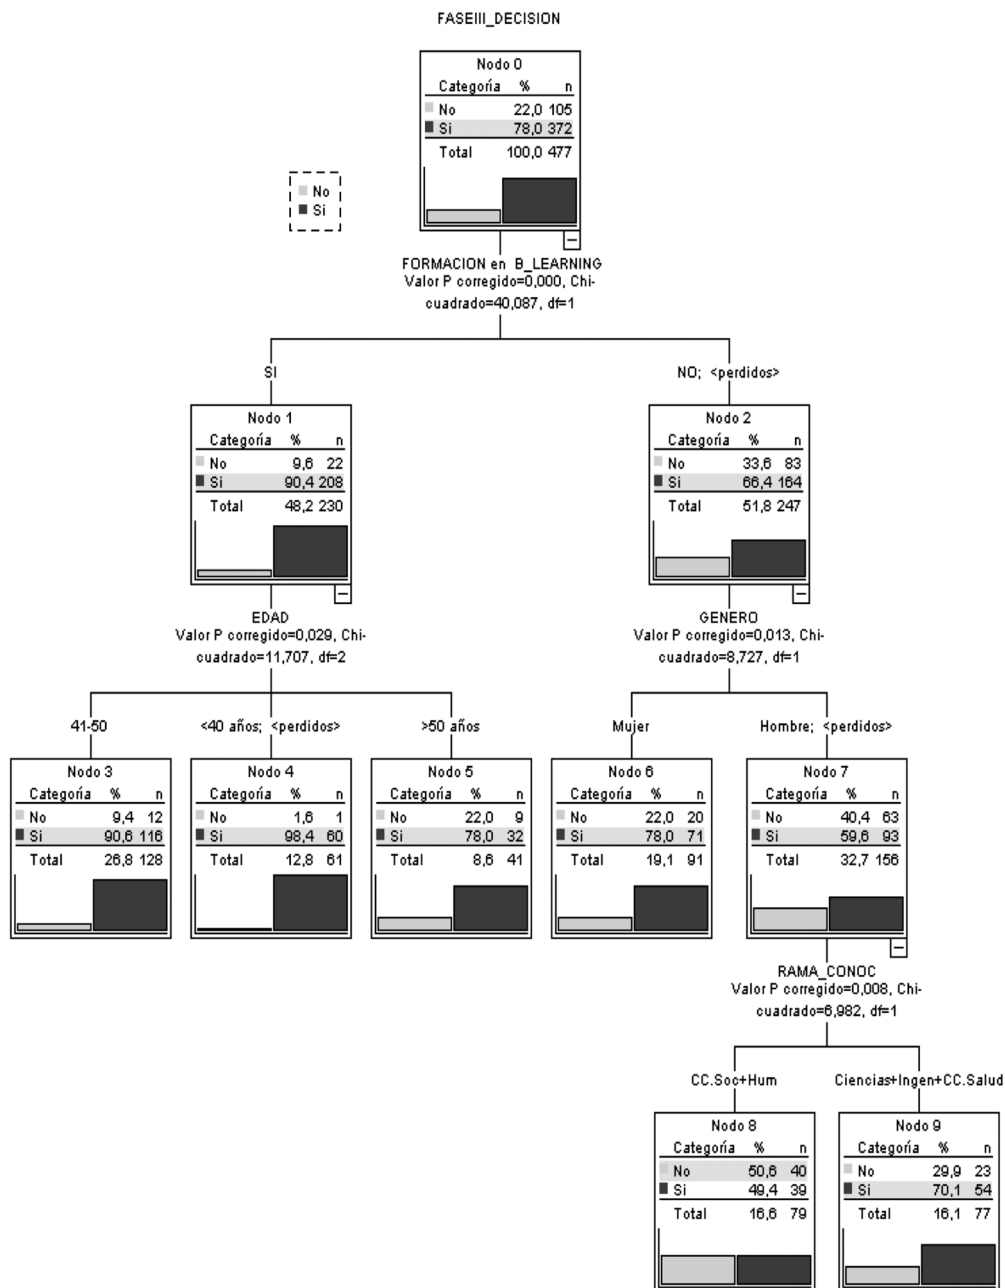 FASEIII_DECISION
Nodo 0
Categoría % n
No 22,0 105
Si 78,0 372
Total 100,0 477
No
Si
FORMACION en B_LEARNING
Valor P corregido=0,000, Chi-
cuadrado=40,087, df=1
SI
NO; <perdidos>
Nodo 1
Categoría % n
No 9,6 22
Si 90,4 208
Total 48,2 230
Nodo 2
Categoría % n
No 33,6 83
Si 66,4 164
Total 51,8 247
EDAD
Valor P corregido=0,029, Chi-
cuadrado=11,707, df=2
GENERO
Valor P corregido=0,013, Chi-
cuadrado=8,727, df=1
41-50
<40 años; <perdidos>
>50 años
Mujer
Hombre; <perdidos>
Nodo 3
Categoría % n
No 9,4 12
Si 90,6 116
Total 26,8 128
Nodo 4
Categoría % n
No 1,6 1
Si 98,4 60
Total 12,8 61
Nodo 5
Categoría % n
No 22,0 9
Si 78,0 32
Total 8,6 41
Nodo 6
Categoría % n
No 22,0 20
Si 78,0 71
Total 19,1 91
Nodo 7
Categoría % n
No 40,4 63
Si 59,6 93
Total 32,7 156
RAMA_CONOC
Valor P corregido=0,008, Chi-
cuadrado=6,982, df=1
CC.Soc+Hum
Ciencias+Ingen+CC.Salud
Nodo 8
Categoría % n
No 50,6 40
Si 49,4 39
Total 16,6 79
Nodo 9
Categoría % n
No 29,9 23
Si 70,1 54
Total 16,1 77